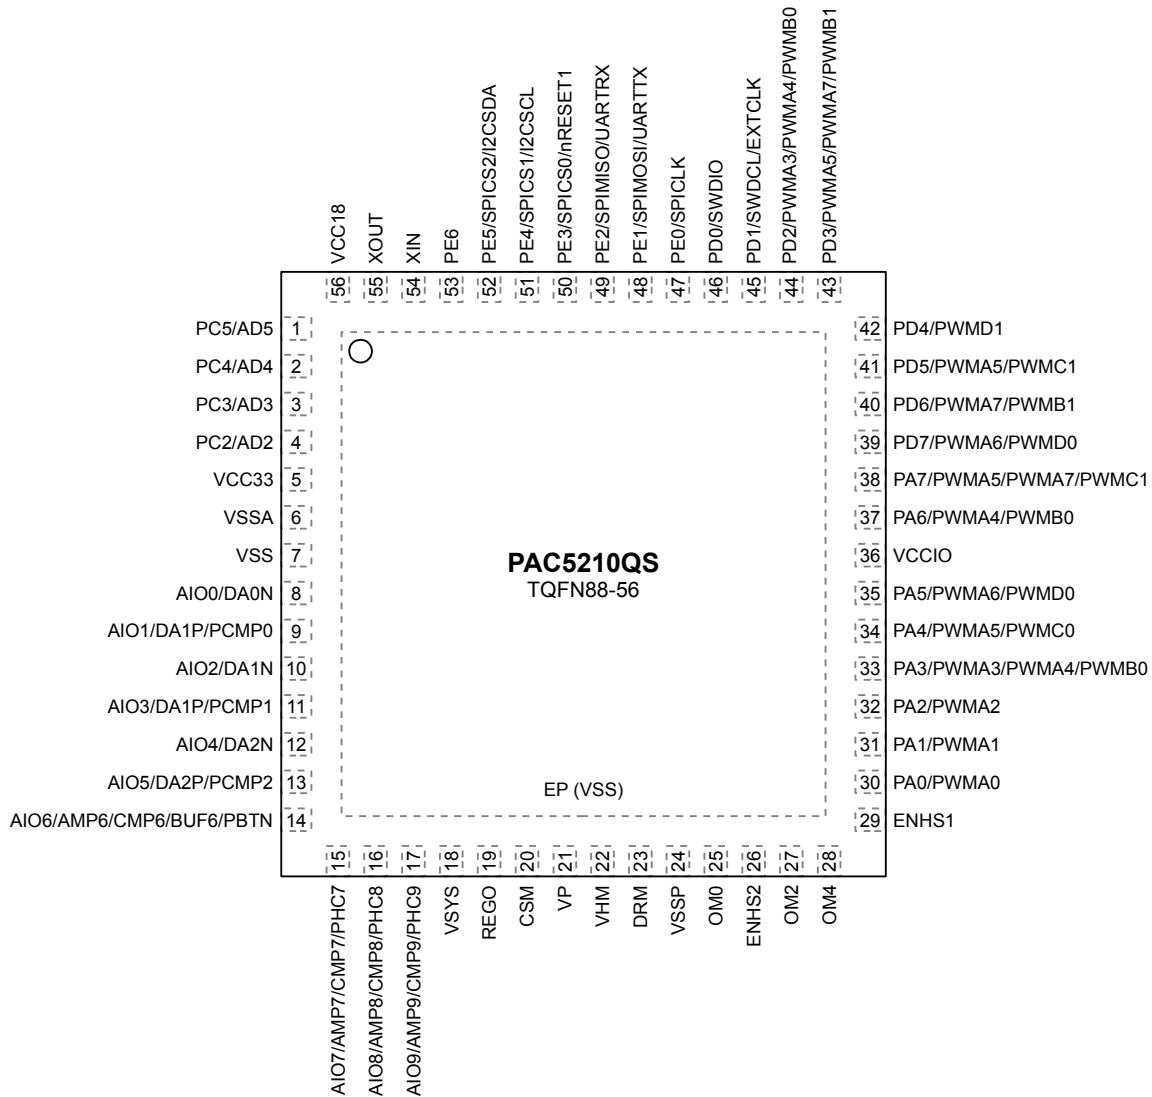 VCC18
XOUT
XIN
PE6
PE5/SPICS2/I2CSDA
PE4/SPICS1/I2CSCL
PE3/SPICS0/nRESET1
PE2/SPIMISO/UARTRX
PE1/SPIMOSI/UARTTX
PE0/SPICLK
PD0/SWDIO
PD1/SWDCL/EXTCLK
PD2/PWMA3/PWMA4/PWMB0
PD3/PWMA5/PWMA7/PWMB1
56 55 54 53 52 51 50 49 48 47 46 45 44 43
PC5/AD5 1
PC4/AD4 2
PC3/AD3 3
PC2/AD2 4
VCC33 5
VSSA 6
VSS 7
AIO0/DA0N 8
AIO1/DA1P/PCMP0 9
AIO2/DA1N 10
AIO3/DA1P/PCMP1 11
AIO4/DA2N 12
AIO5/DA2P/PCMP2 13
AIO6/AMP6/CMP6/BUF6/PBTN 14
PAC5210QS
TQFN88-56
EP (VSS)
42 PD4/PWMD1
41 PD5/PWMA5/PWMC1
40 PD6/PWMA7/PWMB1
39 PD7/PWMA6/PWMD0
38 PA7/PWMA5/PWMA7/PWMC1
37 PA6/PWMA4/PWMB0
36 VCCIO
35 PA5/PWMA6/PWMD0
34 PA4/PWMA5/PWMC0
33 PA3/PWMA3/PWMA4/PWMB0
32 PA2/PWMA2
31 PA1/PWMA1
30 PA0/PWMA0
29 ENHS1
15 16 17 18 19 20 21 22 23 24 25 26 27 28
AIO7/AMP7/CMP7/PHC7
AIO8/AMP8/CMP8/PHC8
AIO9/AMP9/CMP9/PHC9
VSYS
REGO
CSM
VP
VHM
DRM
VSSP
OM0
ENHS2
OM2
OM4